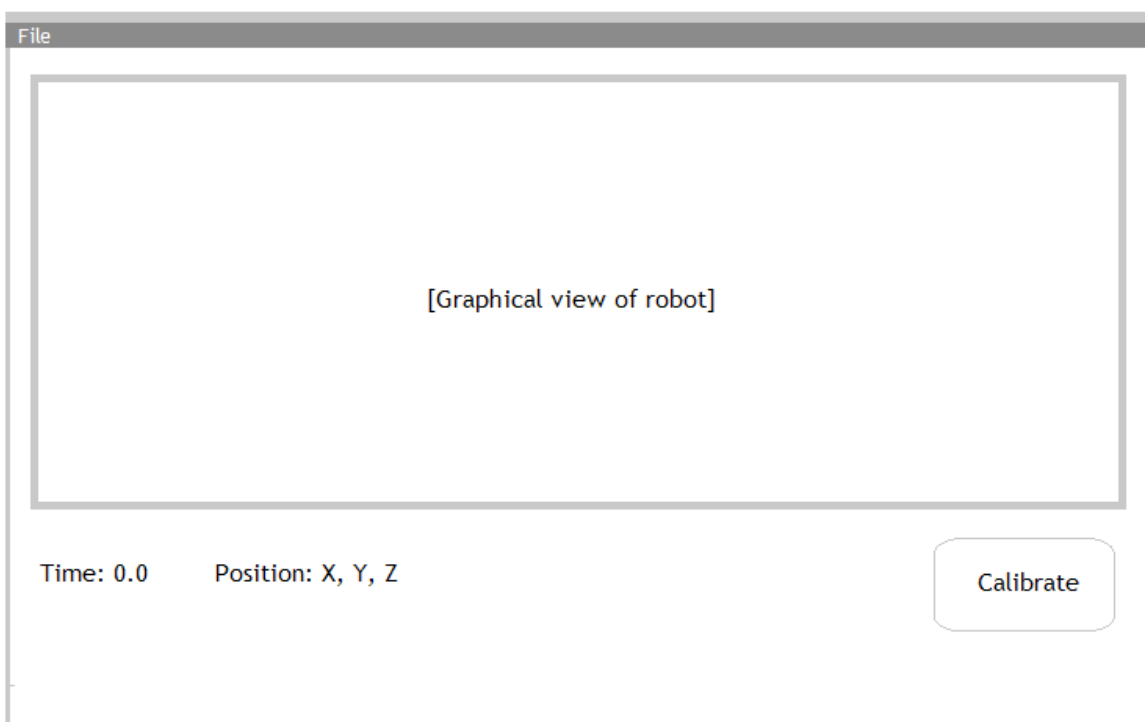 File
[Graphical view of robot]
Time: 0.0 Position: X, Y, Z
Calibrate